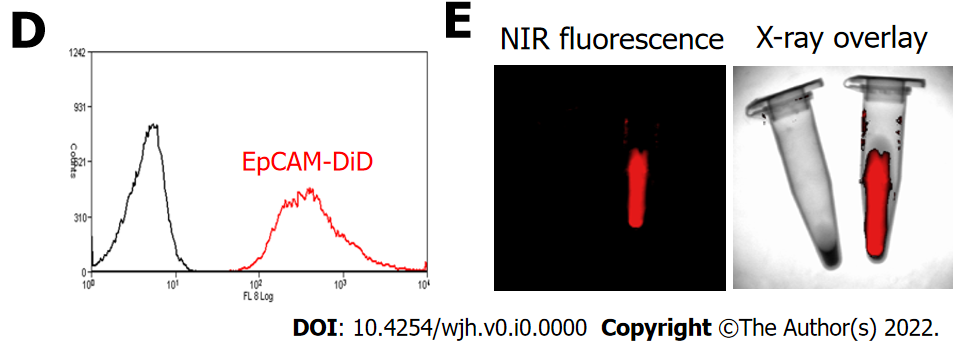 D
1242
931
621
310
0
Counts
EpCAM-DiD
10⁰ 10¹ 10² 10³ 10⁴
FL 8 Log
E
NIR fluorescence
X-ray overlay
DOI: 10.4254/wjh.v0.i0.0000 Copyright ©The Author(s) 2022.